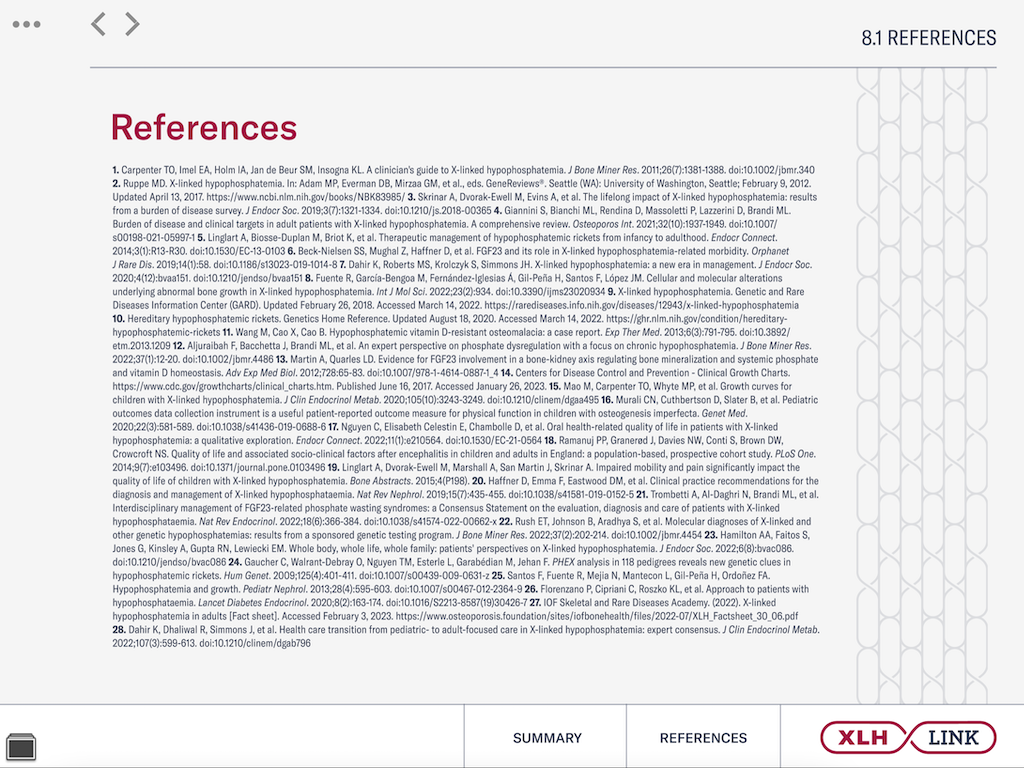 8.1 REFERENCES
References
1. Carpenter TO, Imel EA, Holm IA, Jan de Beur SM, Insogna KL. A clinician's guide to X-linked hypophosphatemia. J Bone Miner Res. 2011;26(7):1381-1388. doi:10.1002/jbmr.340
2. Ruppe MD. X-linked hypophosphatemia. In: Adam MP, Everman DB, Mirzaa GM, et al., eds. GeneReviews®. Seattle (WA): University of Washington, Seattle; February 9, 2012.
Updated April 13, 2017. https://www.ncbi.nlm.nih.gov/books/NBK83985/ 3. Skrinar A, Dvorak-Ewell M, Evins A, et al. The lifelong impact of X-linked hypophosphatemia: results
from a burden of disease survey. J Endocr Soc. 2019;3(7):1321-1334. doi:10.1210/js.2018-00365 4. Giannini S, Bianchi ML, Rendina D, Massoletti P, Lazzerini D, Brandi ML.
Burden of disease and clinical targets in adult patients with X-linked hypophosphatemia. A comprehensive review. Osteoporos Int. 2021;32(10):1937-1949. doi:10.1007/
s00198-021-05997-1 5. Linglart A, Biosse-Duplan M, Briot K, et al. Therapeutic management of hypophosphatemic rickets from infancy to adulthood. Endocr Connect.
2014;3(1):R13-R30. doi:10.1530/EC-13-0103 6. Beck-Nielsen SS, Mughal Z, Haffner D, et al. FGF23 and its role in X-linked hypophosphatemia-related morbidity. Orphanet
J Rare Dis. 2019;14(1):58. doi:10.1186/s13023-019-1014-8 7. Dahir K, Roberts MS, Krolczyk S, Simmons JH. X-linked hypophosphatemia: a new era in management. J Endocr Soc.
2020;4(12):bvaa151. doi:10.1210/jendso/bvaa151 8. Fuente R, García-Bengoa M, Fernández-Iglesias Á, Gil-Peña H, Santos F, López JM. Cellular and molecular alterations
underlying abnormal bone growth in X-linked hypophosphatemia. Int J Mol Sci. 2022;23(2):934. doi:10.3390/ijms23020934 9. X-linked hypophosphatemia. Genetic and Rare
Diseases Information Center (GARD). Updated February 26, 2018. Accessed March 14, 2022. https://rarediseases.info.nih.gov/diseases/12943/x-linked-hypophosphatemia
10. Hereditary hypophosphatemic rickets. Genetics Home Reference. Updated August 18, 2020. Accessed March 14, 2022. https://ghr.nlm.nih.gov/condition/hereditary-
hypophosphatemic-rickets 11. Wang M, Cao X, Cao B. Hypophosphatemic vitamin D-resistant osteomalacia: a case report. Exp Ther Med. 2013;6(3):791-795. doi:10.3892/
etm.2013.1209 12. Aljuraibah F, Bacchetta J, Brandi ML, et al. An expert perspective on phosphate dysregulation with a focus on chronic hypophosphatemia. J Bone Miner Res.
2022;37(1):12-20. doi:10.1002/jbmr.4486 13. Martin A, Quarles LD. Evidence for FGF23 involvement in a bone-kidney axis regulating bone mineralization and systemic phosphate
and vitamin D homeostasis. Adv Exp Med Biol. 2012;728:65-83. doi:10.1007/978-1-4614-0887-1_4 14. Centers for Disease Control and Prevention - Clinical Growth Charts.
https://www.cdc.gov/growthcharts/clinical_charts.htm. Published June 16, 2017. Accessed January 26, 2023. 15. Mao M, Carpenter TO, Whyte MP, et al. Growth curves for
children with X-linked hypophosphatemia. J Clin Endocrinol Metab. 2020;105(10):3243-3249. doi:10.1210/clinem/dgaa495 16. Murali CN, Cuthbertson D, Slater B, et al. Pediatric
outcomes data collection instrument is a useful patient-reported outcome measure for physical function in children with osteogenesis imperfecta. Genet Med.
2020;22(3):581-589. doi:10.1038/s41436-019-0688-6 17. Nguyen C, Elisabeth Celestin E, Chambolle D, et al. Oral health-related quality of life in patients with X-linked
hypophosphatemia: a qualitative exploration. Endocr Connect. 2022;11(1):e210564. doi:10.1530/EC-21-0564 18. Ramanuj PP, Granerød J, Davies NW, Conti S, Brown DW,
Crowcroft NS. Quality of life and associated socio-clinical factors after encephalitis in children and adults in England: a population-based, prospective cohort study. PLoS One.
2014;9(7):e103496. doi:10.1371/journal.pone.0103496 19. Linglart A, Dvorak-Ewell M, Marshall A, San Martin J, Skrinar A. Impaired mobility and pain significantly impact the
quality of life of children with X-linked hypophosphatemia. Bone Abstracts. 2015;4(P198). 20. Haffner D, Emma F, Eastwood DM, et al. Clinical practice recommendations for the
diagnosis and management of X-linked hypophosphataemia. Nat Rev Nephrol. 2019;15(7):435-455. doi:10.1038/s41581-019-0152-5 21. Trombetti A, Al-Daghri N, Brandi ML, et al.
Interdisciplinary management of FGF23-related phosphate wasting syndromes: a Consensus Statement on the evaluation, diagnosis and care of patients with X-linked
hypophosphataemia. Nat Rev Endocrinol. 2022;18(6):366-384. doi:10.1038/s41574-022-00662-x 22. Rush ET, Johnson B, Aradhya S, et al. Molecular diagnoses of X-linked and
other genetic hypophosphatemias: results from a sponsored genetic testing program. J Bone Miner Res. 2022;37(2):202-214. doi:10.1002/jbmr.4454 23. Hamilton AA, Faitos S,
Jones G, Kinsley A, Gupta RN, Lewiecki EM. Whole body, whole life, whole family: patients' perspectives on X-linked hypophosphatemia. J Endocr Soc. 2022;6(8):bvac086.
doi:10.1210/jendso/bvac086 24. Gaucher C, Walrant-Debray O, Nguyen TM, Esterle L, Garabédian M, Jehan F. PHEX analysis in 118 pedigrees reveals new genetic clues in
hypophosphatemic rickets. Hum Genet. 2009;125(4):401-411. doi:10.1007/s00439-009-0631-z 25. Santos F, Fuente R, Mejia N, Mantecon L, Gil-Peña H, Ordoñez FA.
Hypophosphatemia and growth. Pediatr Nephrol. 2013;28(4):595-603. doi:10.1007/s00467-012-2364-9 26. Florenzano P, Cipriani C, Roszko KL, et al. Approach to patients with
hypophosphataemia. Lancet Diabetes Endocrinol. 2020;8(2):163-174. doi:10.1016/S2213-8587(19)30426-7 27. IOF Skeletal and Rare Diseases Academy. (2022). X-linked
hypophosphatemia in adults [Fact sheet]. Accessed February 3, 2023. https://www.osteoporosis.foundation/sites/iofbonehealth/files/2022-07/XLH_Factsheet_30_06.pdf
28. Dahir K, Dhaliwal R, Simmons J, et al. Health care transition from pediatric- to adult-focused care in X-linked hypophosphatemia: expert consensus. J Clin Endocrinol Metab.
2022;107(3):599-613. doi:10.1210/clinem/dgab796
SUMMARY
REFERENCES
XLH LINK